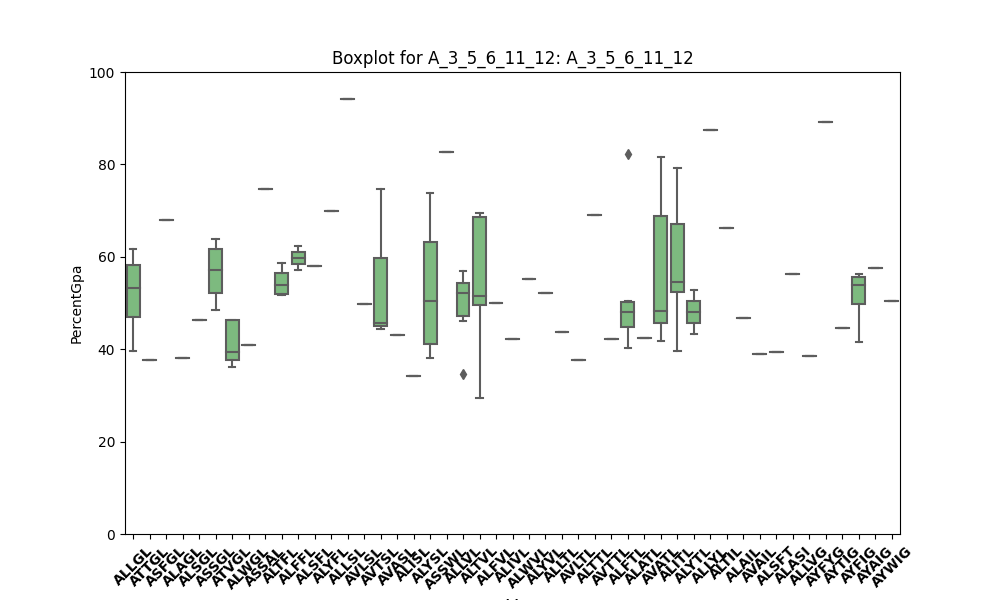 Boxplot for A_3_5_6_11_12: A_3_5_6_11_12
100
80
60
40
20
0
PercentGpa
ALLGL
ATTGL
ASFGL
ALAGL
ALSGL
ASSGL
ATVGL
ALWGL
ASSAL
ALTFL
ALFFL
ALSFL
ALYFL
ALLSL
AVLSL
AVTSL
AVASL
ALISL
ALYSL
ASSWL
ALLVL
ALTVL
ALFVL
ALIVL
ALWVL
ALYVL
ALLTL
AVLTL
ALTTL
AVTTL
ALFTL
ALATL
AVATL
ALITL
ALYTL
ALLYL
ALTIL
ALAIL
AVAIL
ALSFT
ALASI
ALLVG
AYFYG
AYTIG
AYFIG
AYAIG
AYWIG